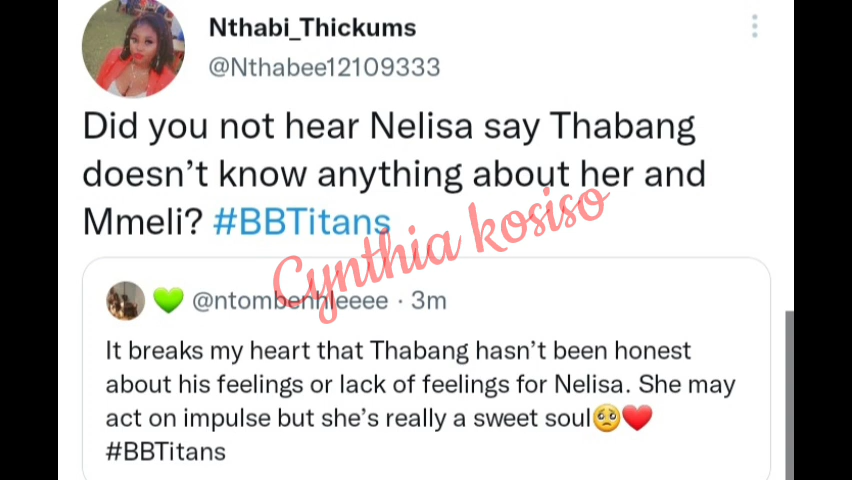 Nthabi_Thickums
@Nthabee12109333
Did you not hear Nelisa say Thabang
doesn't know anything about her and
Mmeli? #BBTitans
Cynthia kosiso
💚 @ntombenhleeee · 3m
It breaks my heart that Thabang hasn't been honest
about his feelings or lack of feelings for Nelisa. She may
act on impulse but she's really a sweet soul🥺❤️
#BBTitans